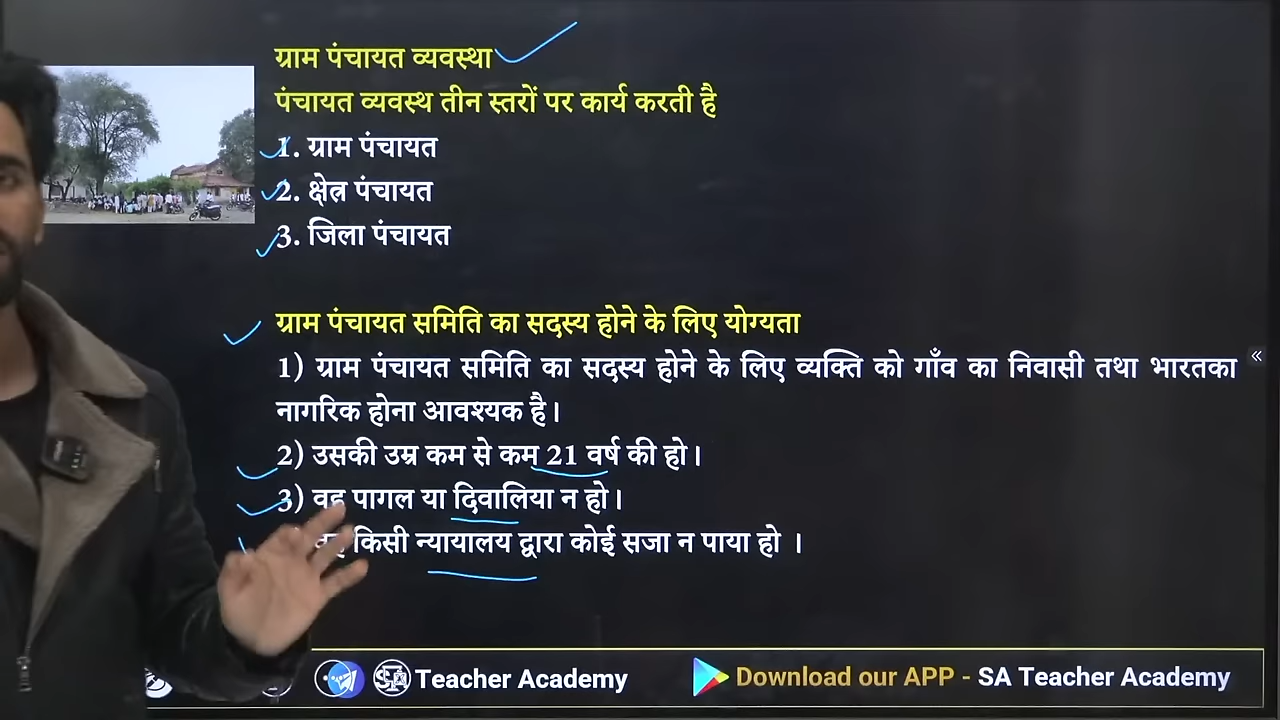 ग्राम पंचायत व्यवस्था
पंचायत व्यवस्थ तीन स्तरों पर कार्य करती है
1. ग्राम पंचायत
2. क्षेत्र पंचायत
3. जिला पंचायत
ग्राम पंचायत समिति का सदस्य होने के लिए योग्यता
1) ग्राम पंचायत समिति का सदस्य होने के लिए व्यक्ति को गाँव का निवासी तथा भारतका
नागरिक होना आवश्यक है।
2) उसकी उम्र कम से कम 21 वर्ष की हो।
3) वह पागल या दिवालिया न हो।
वह किसी न्यायालय द्वारा कोई सजा न पाया हो ।
Teacher Academy
Download our APP - SA Teacher Academy